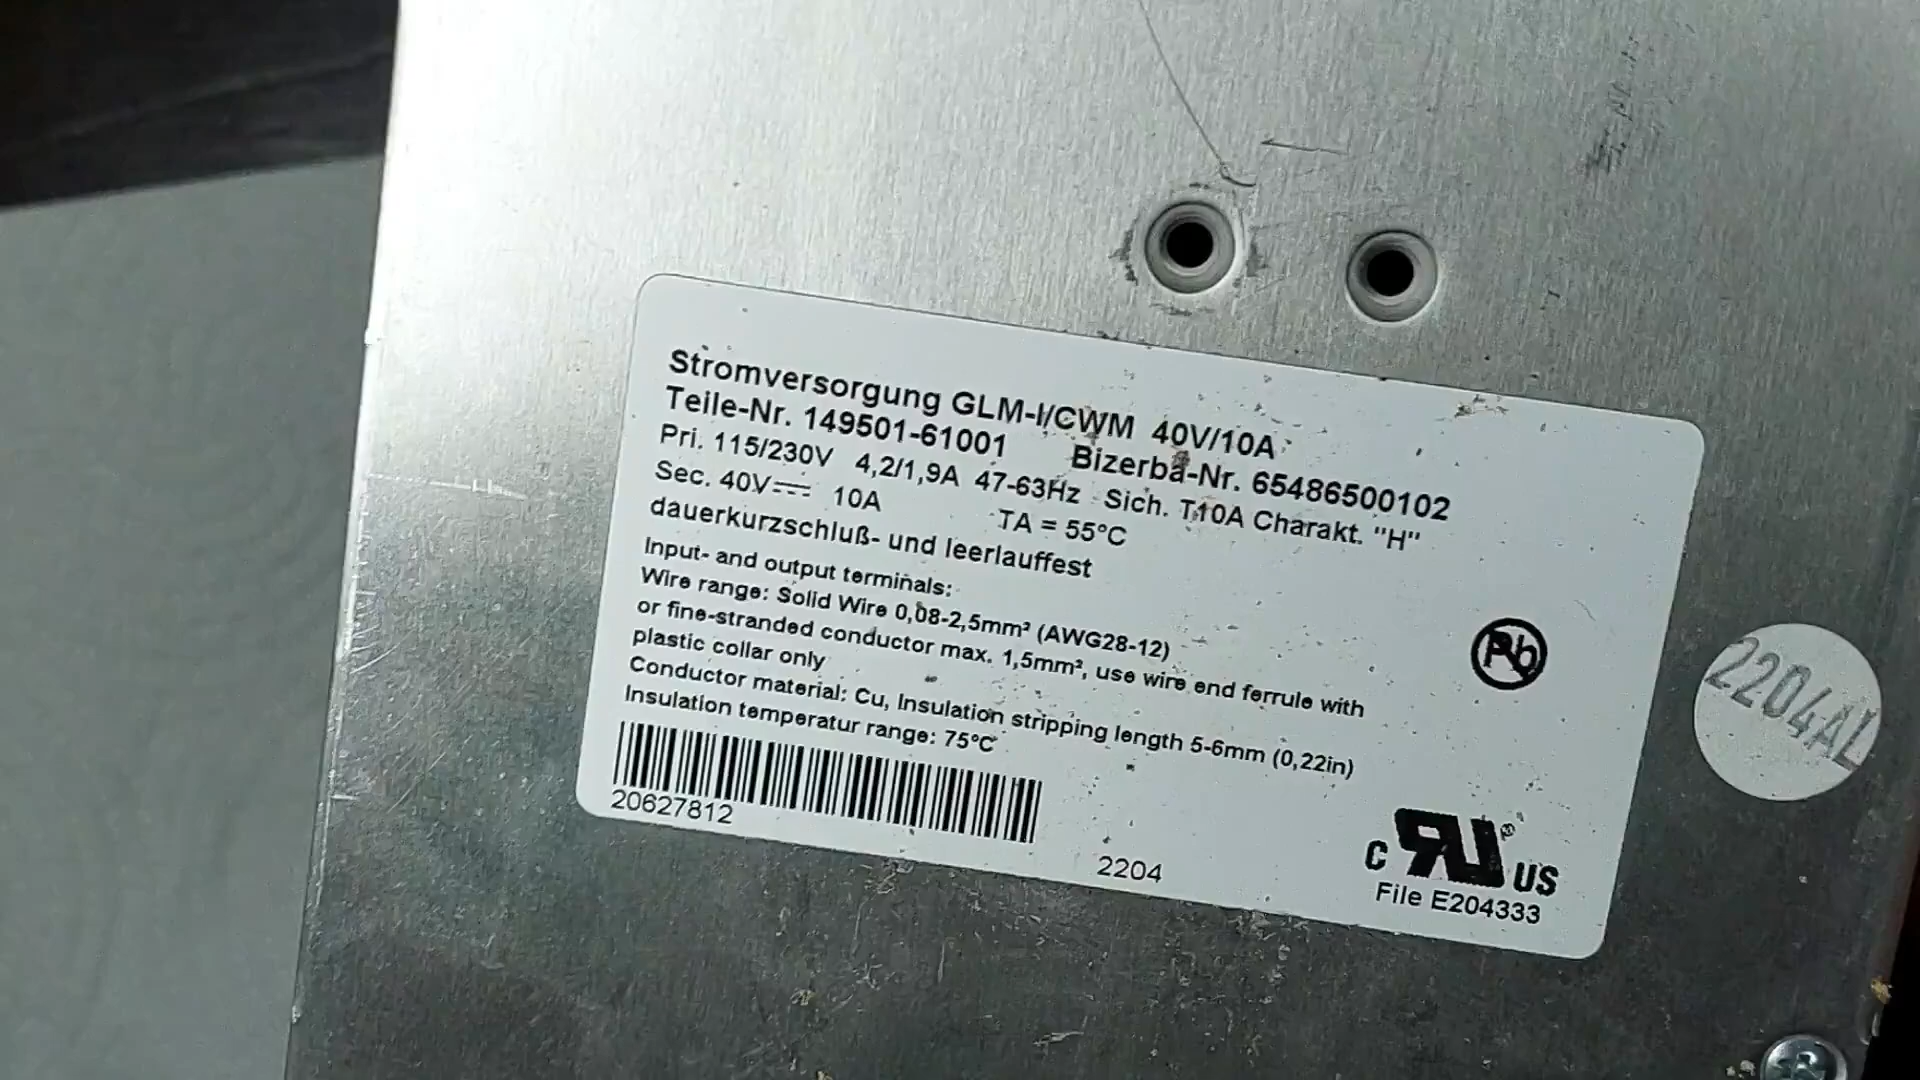 Stromversorgung GLM-I/CWM 40V/10A
Teile-Nr. 149501-61001 Bizerba-Nr. 65486500102
Pri. 115/230V 4,2/1,9A 47-63Hz Sich. T10A Charakt. "H"
Sec. 40V⎓ 10A TA = 55°C
dauerkurzschluß- und leerlauffest
Input- and output terminals:
Wire range: Solid Wire 0,08-2,5mm² (AWG28-12)
or fine-stranded conductor max. 1,5mm², use wire end ferrule with
plastic collar only
Conductor material: Cu, Insulation stripping length 5-6mm (0,22in)
Insulation temperatur range: 75°C
Pb
20627812
2204
c RU ® US
File E204333
2204AL